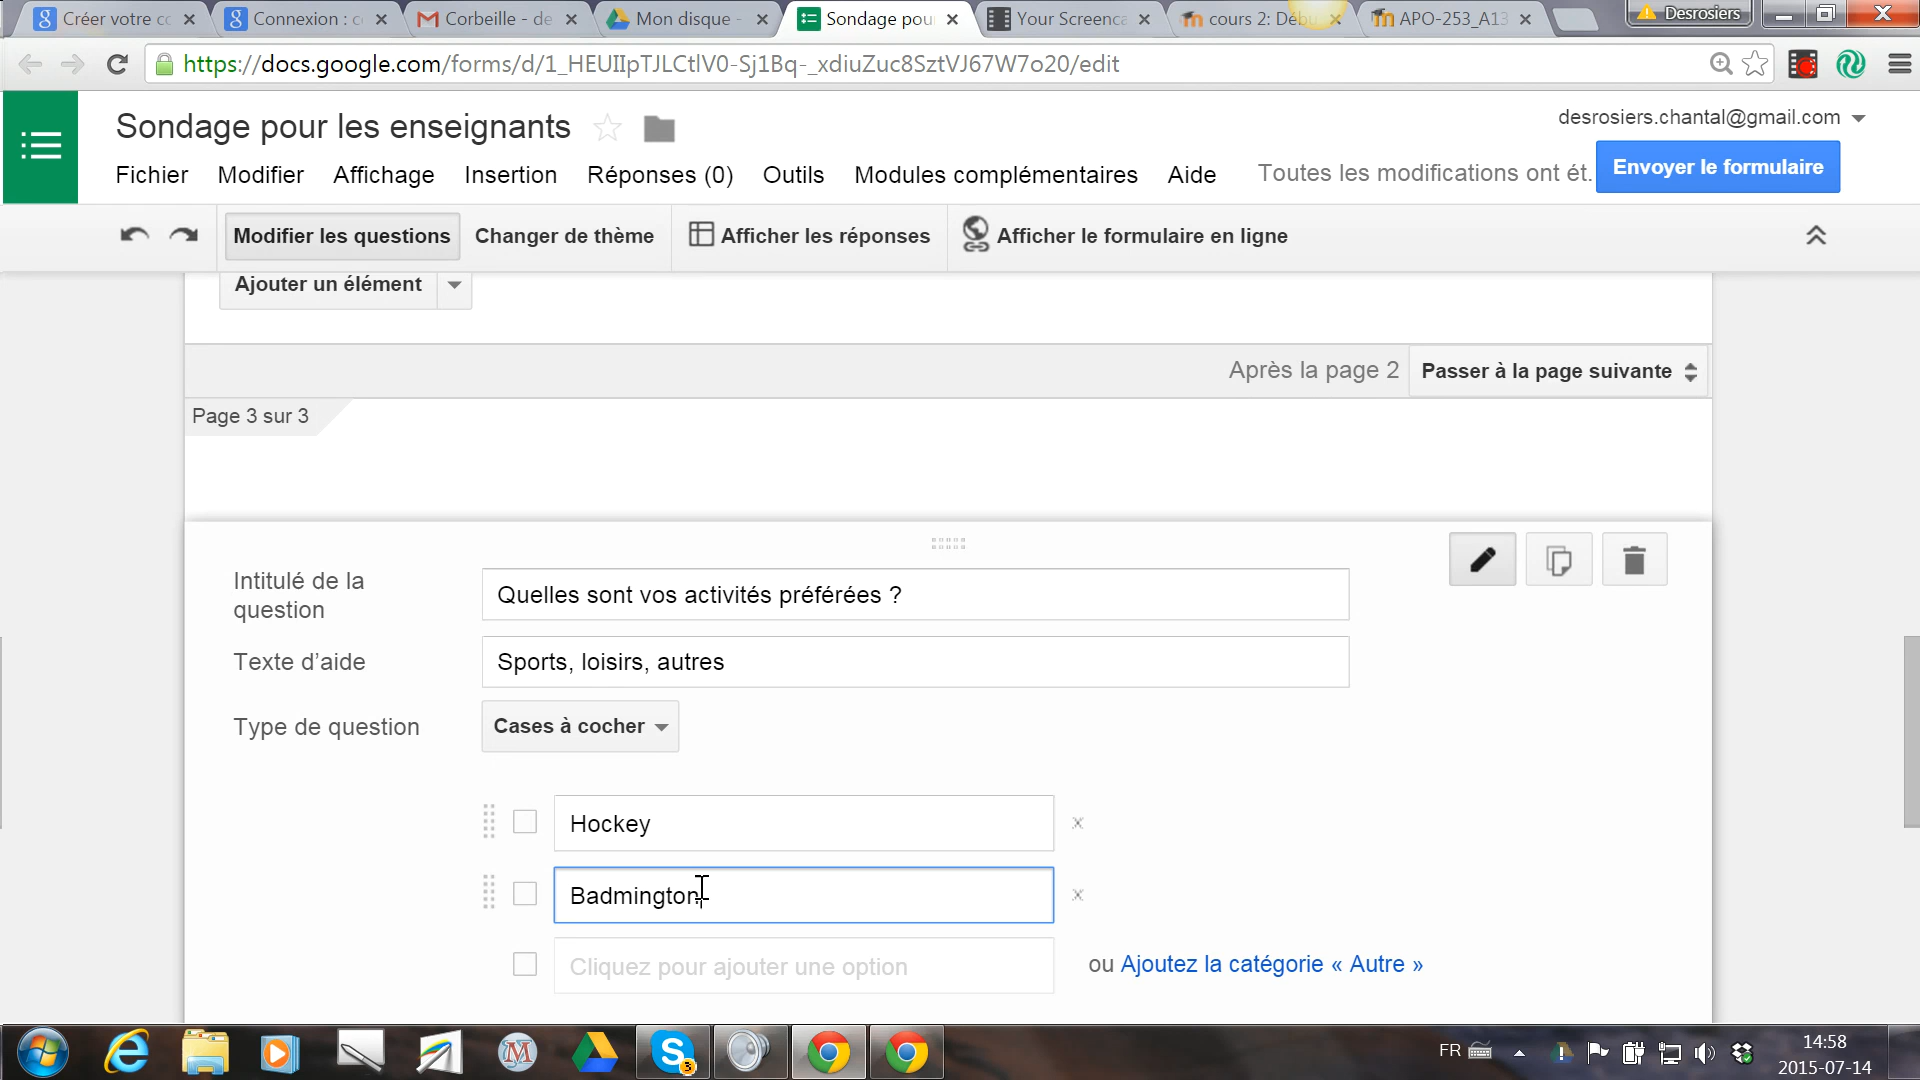 Créer votre co
Connexion : c
Corbeille - de
Mon disque -
Sondage pou
Your Screenca
cours 2: Débu
APO-253_A13
Desrosiers
https://docs.google.com/forms/d/1_HEUIIpTJLCtlV0-Sj1Bq-_xdiuZuc8SztVJ67W7o20/edit
Sondage pour les enseignants
desrosiers.chantal@gmail.com
Fichier Modifier Affichage Insertion Réponses (0) Outils Modules complémentaires Aide Toutes les modifications ont ét.
Envoyer le formulaire
Modifier les questions Changer de thème Afficher les réponses Afficher le formulaire en ligne
Ajouter un élément
Après la page 2 Passer à la page suivante
Page 3 sur 3
Intitulé de la
question
Quelles sont vos activités préférées ?
Texte d’aide Sports, loisirs, autres
Type de question Cases à cocher
Hockey
Badmington
Cliquez pour ajouter une option ou Ajoutez la catégorie « Autre »
FR
14:58
2015-07-14